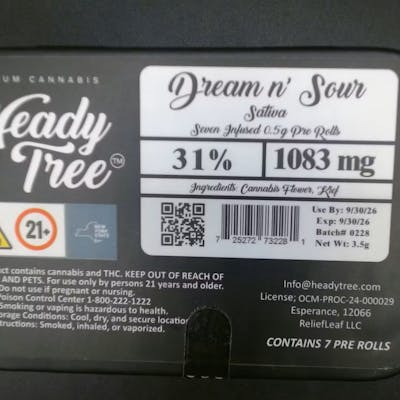 UM CANNABIS
Heady
Tree™
Dream n' Sour
Sativa
Seven Infused 0.5g Pre Rolls
31% 1083 mg
Ingredients Cannabis Flower, Kief
21+
NEW YORK
STATE
7 25272 73228 1
Use By: 9/30/26
Exp: 9/30/26
Batch# 0228
Net Wt: 3.5g
contains cannabis and THC. KEEP OUT OF REACH OF
AND PETS. For use only by persons 21 years and older.
Do not use if pregnant or nursing.
Poison Control Center 1-800-222-1222
Smoking or vaping is hazardous to health.
Conditions: Cool, dry, and secure location
Smoked, inhaled, or vaporized.
Info@headytree.com
License; OCM-PROC-24-000029
Esperance, 12066
ReliefLeaf LLC
CONTAINS 7 PRE ROLLS